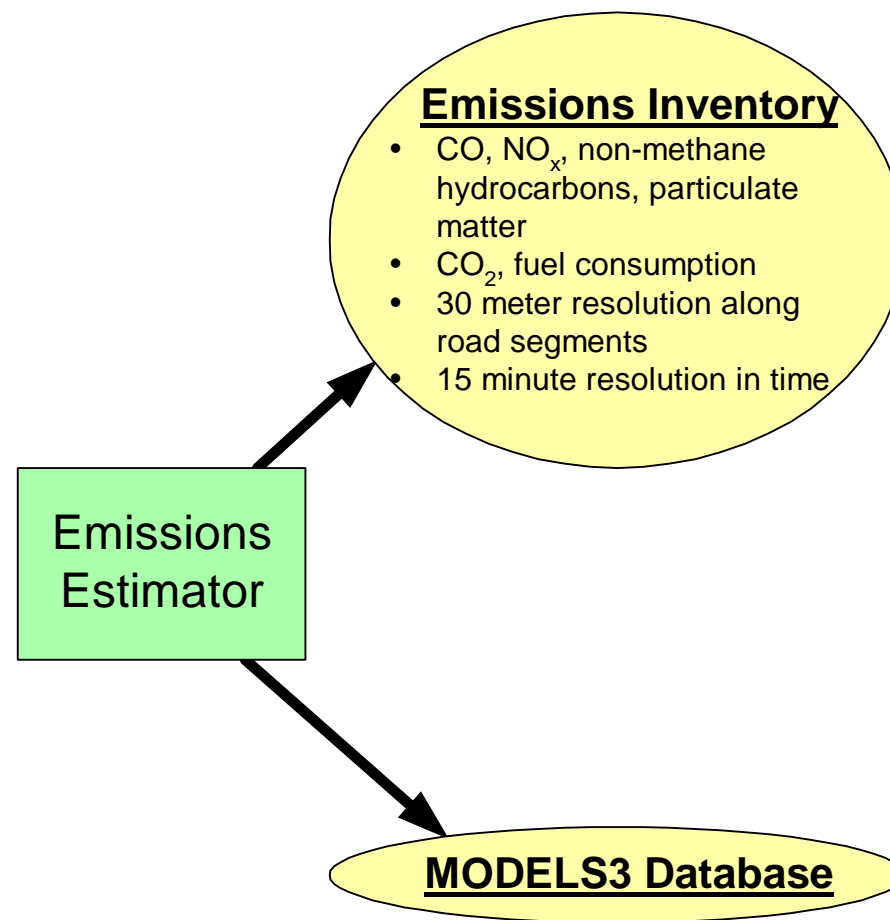 Emissions Inventory
• CO, NOx, non-methane
hydrocarbons, particulate
matter
• CO2, fuel consumption
• 30 meter resolution along
road segments
• 15 minute resolution in time
Emissions
Estimator
MODELS3 Database